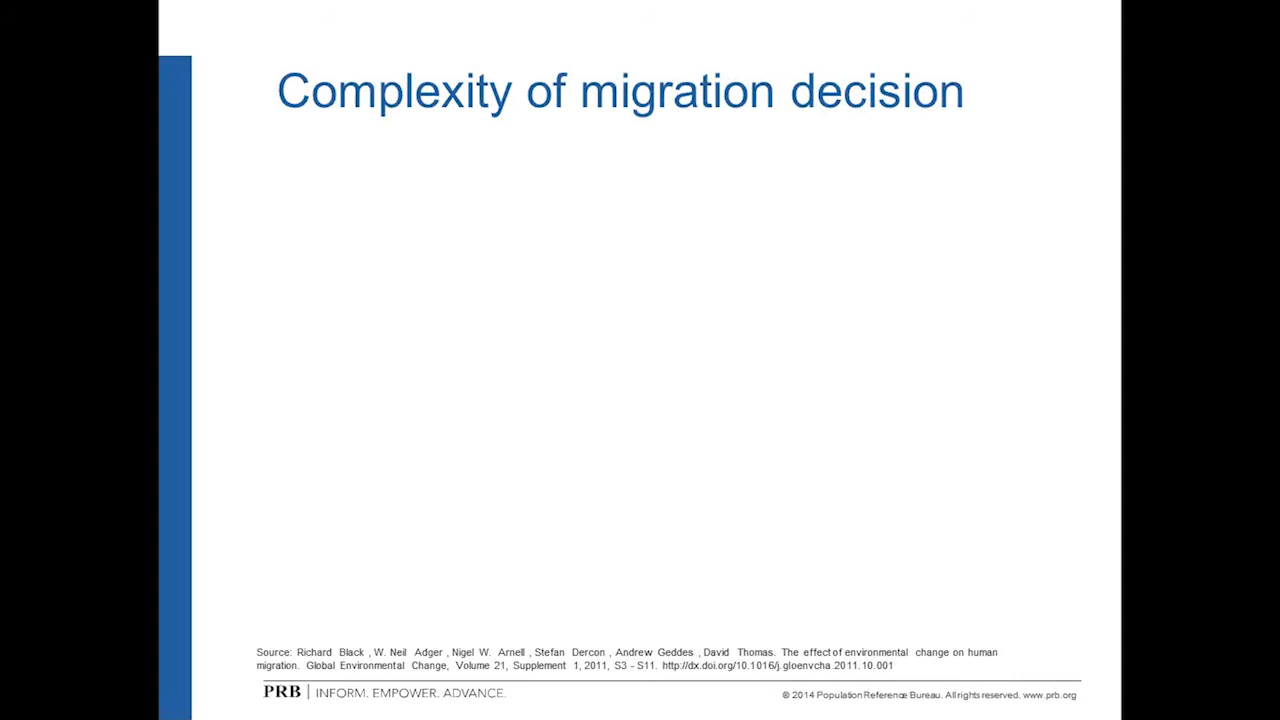 Complexity of migration decision
Source: Richard Black , W. Neil Adger , Nigel W. Arnell , Stefan Dercon , Andrew Geddes , David Thomas. The effect of environmental change on human
migration. Global Environmental Change, Volume 21, Supplement 1, 2011, S3 - S11. http://dx.doi.org/10.1016/j.gloenvcha.2011.10.001
PRB | INFORM. EMPOWER. ADVANCE.
© 2014 Population Reference Bureau. All rights reserved. www.prb.org